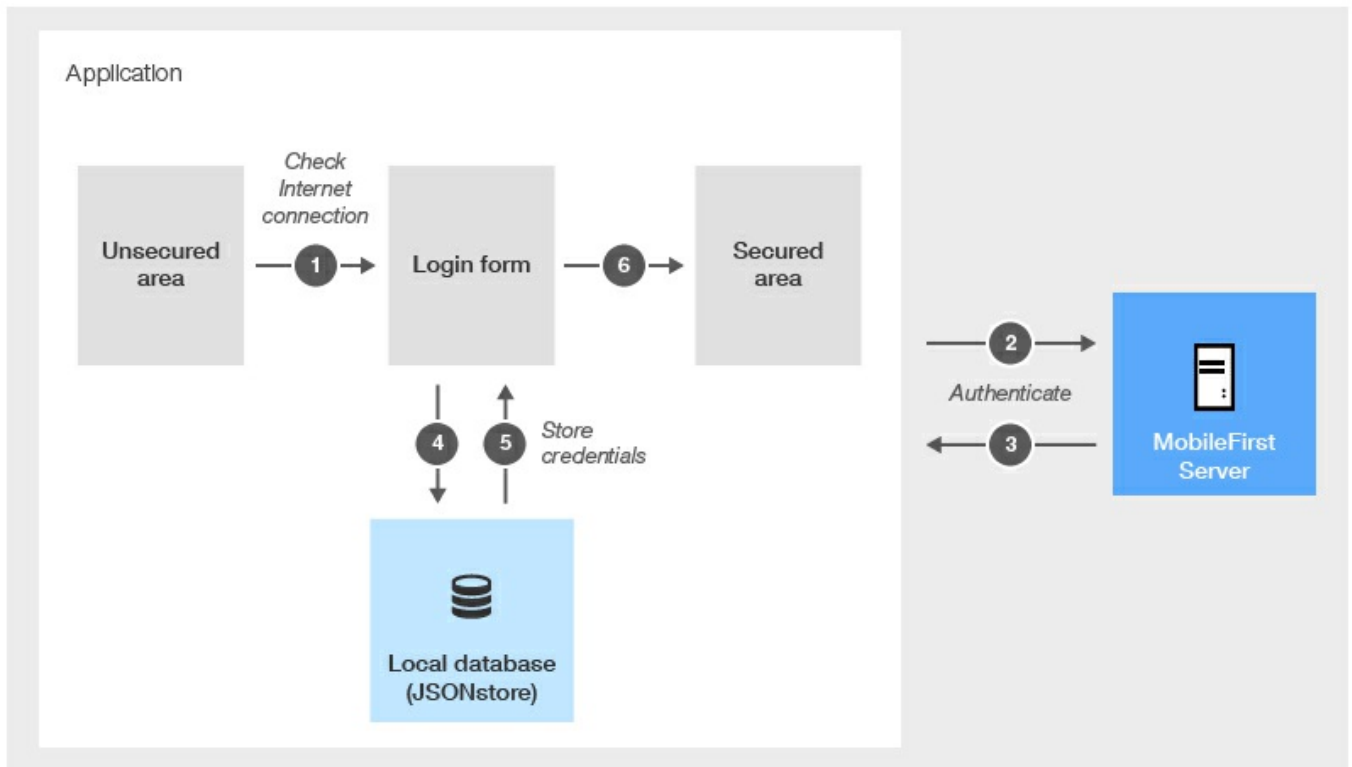 Application
Check
Internet
connection
Unsecured
area
1
Login form
6
Secured
area
2
Authenticate
3
MobileFirst
Server
4
5
Store
credentials
Local database
(JSONstore)